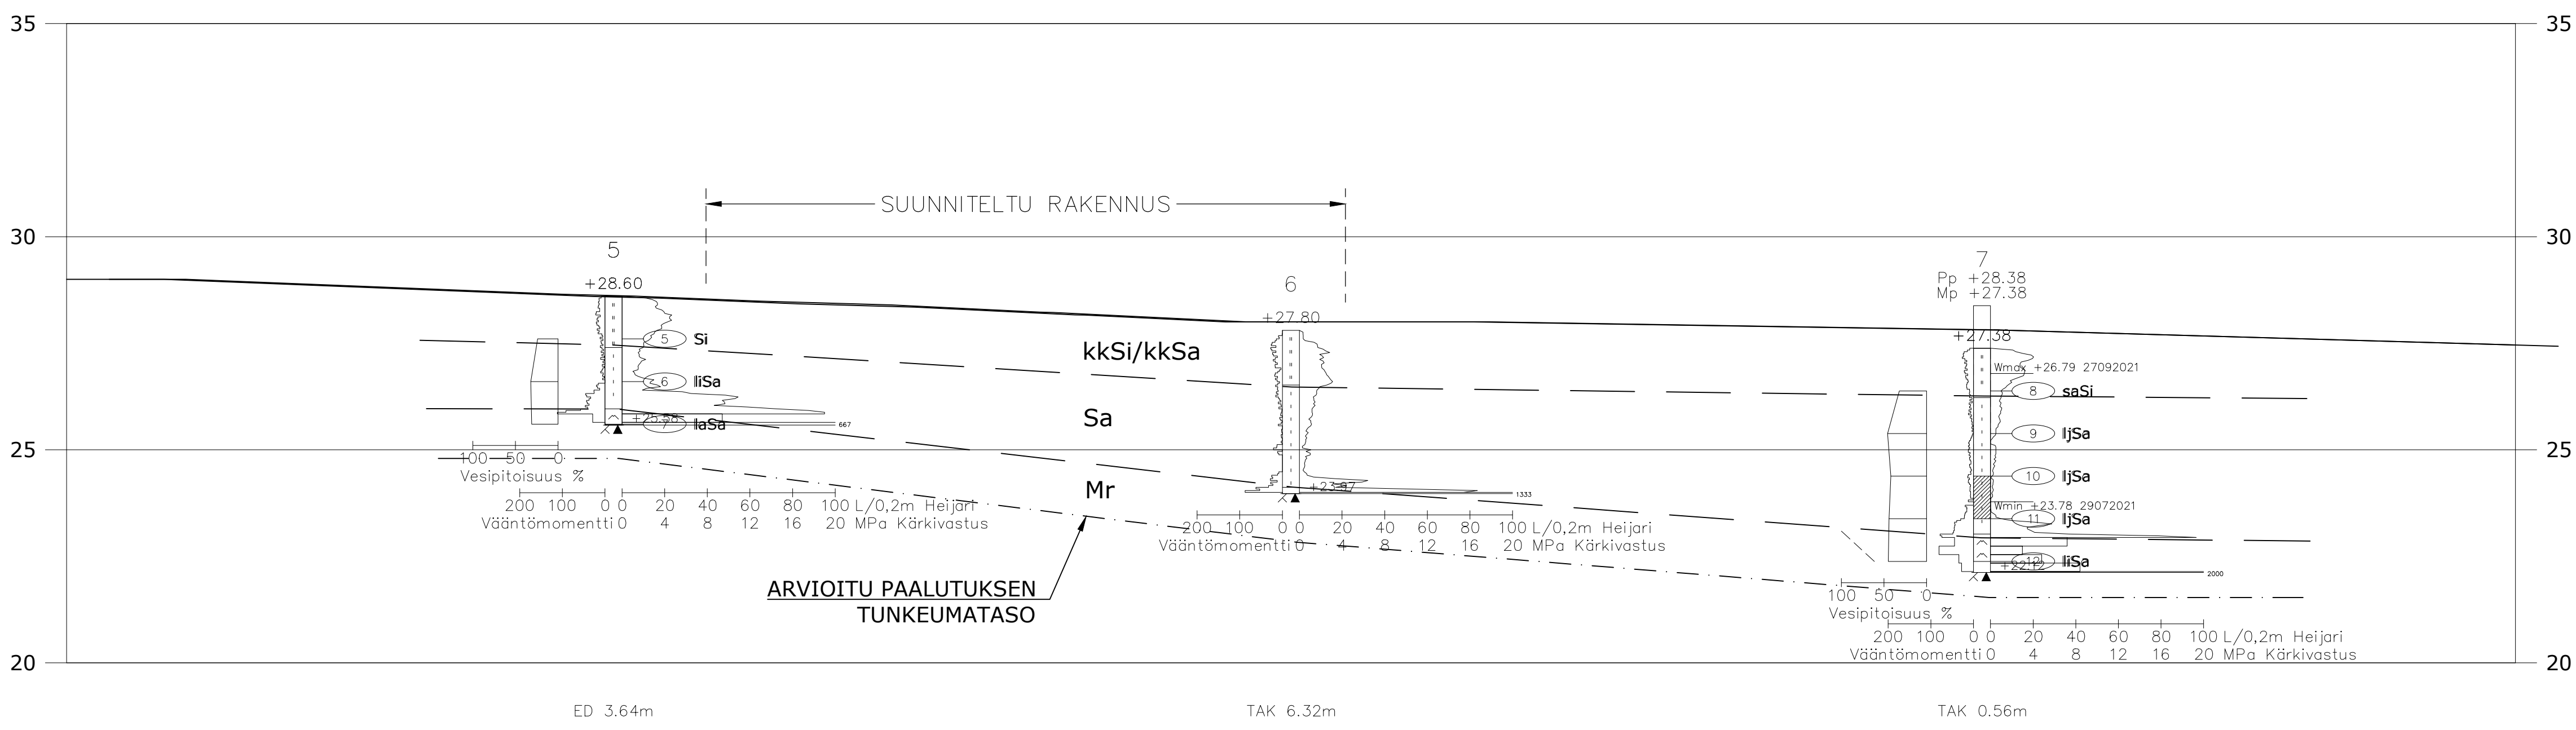 35
35
SUUNNITELTU RAKENNUS
30
30
5
+28.60
6
+27.80
7
Pp +28.38
Mp +27.38
+27.38
kkSi/kkSa
Sa
Mr
5 Si
6 liSa
+25.58
7 laSa
667
Wmax +26.79 27092021
8 saSi
9 ljSa
10 ljSa
Wmin +23.78 29072021
11 ljSa
12 liSa
+22.12
2000
25
25
100 50 0
Vesipitoisuus %
200 100 0 0 20 40 60 80 100 L/0,2m Heijari
Vääntömomentti 0 4 8 12 16 20 MPa Kärkivastus
1333
200 100 0 0 20 40 60 80 100 L/0,2m Heijari
Vääntömomentti 0 4 8 12 16 20 MPa Kärkivastus
ARVIOITU PAALUTUKSEN
TUNKEUMATASO
100 50 0
Vesipitoisuus %
200 100 0 0 20 40 60 80 100 L/0,2m Heijari
Vääntömomentti 0 4 8 12 16 20 MPa Kärkivastus
20
20
ED 3.64m
TAK 6.32m
TAK 0.56m